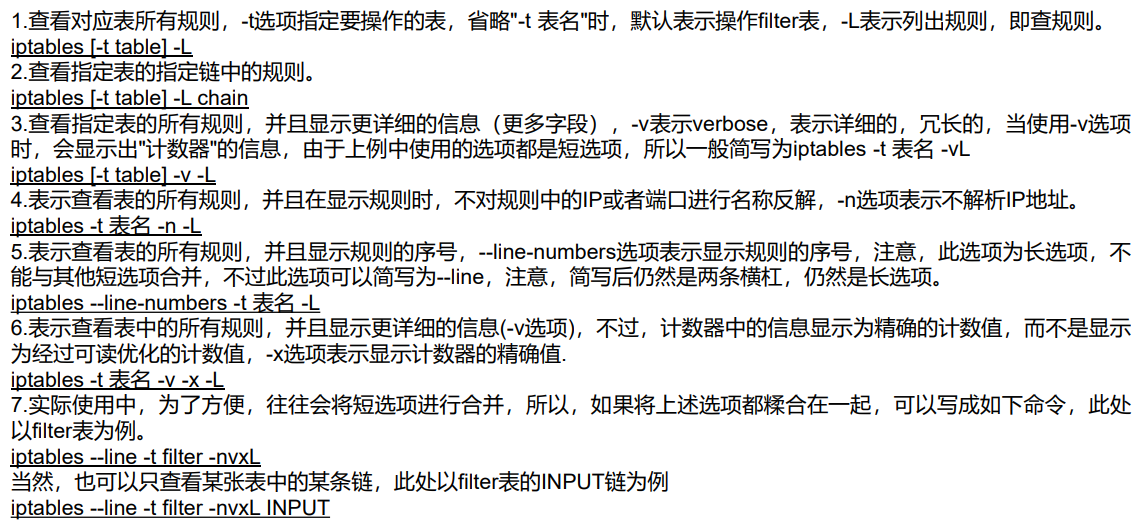 1.查看对应表所有规则，-t选项指定要操作的表，省略"-t 表名"时，默认表示操作filter表，-L表示列出规则，即查规则。
iptables [-t table] -L
2.查看指定表的指定链中的规则。
iptables [-t table] -L chain
3.查看指定表的所有规则，并且显示更详细的信息（更多字段），-v表示verbose，表示详细的，冗长的，当使用-v选项
时，会显示出"计数器"的信息，由于上例中使用的选项都是短选项，所以一般简写为iptables -t 表名 -vL
iptables [-t table] -v -L
4.表示查看表的所有规则，并且在显示规则时，不对规则中的IP或者端口进行名称反解，-n选项表示不解析IP地址。
iptables -t 表名 -n -L
5.表示查看表的所有规则，并且显示规则的序号，--line-numbers选项表示显示规则的序号，注意，此选项为长选项，不
能与其他短选项合并，不过此选项可以简写为--line，注意，简写后仍然是两条横杠，仍然是长选项。
iptables --line-numbers -t 表名 -L
6.表示查看表中的所有规则，并且显示更详细的信息(-v选项)，不过，计数器中的信息显示为精确的计数值，而不是显示
为经过可读优化的计数值，-x选项表示显示计数器的精确值.
iptables -t 表名 -v -x -L
7.实际使用中，为了方便，往往会将短选项进行合并，所以，如果将上述选项都糅合在一起，可以写成如下命令，此处
以filter表为例。
iptables --line -t filter -nvxL
当然，也可以只查看某张表中的某条链，此处以filter表的INPUT链为例
iptables --line -t filter -nvxL INPUT